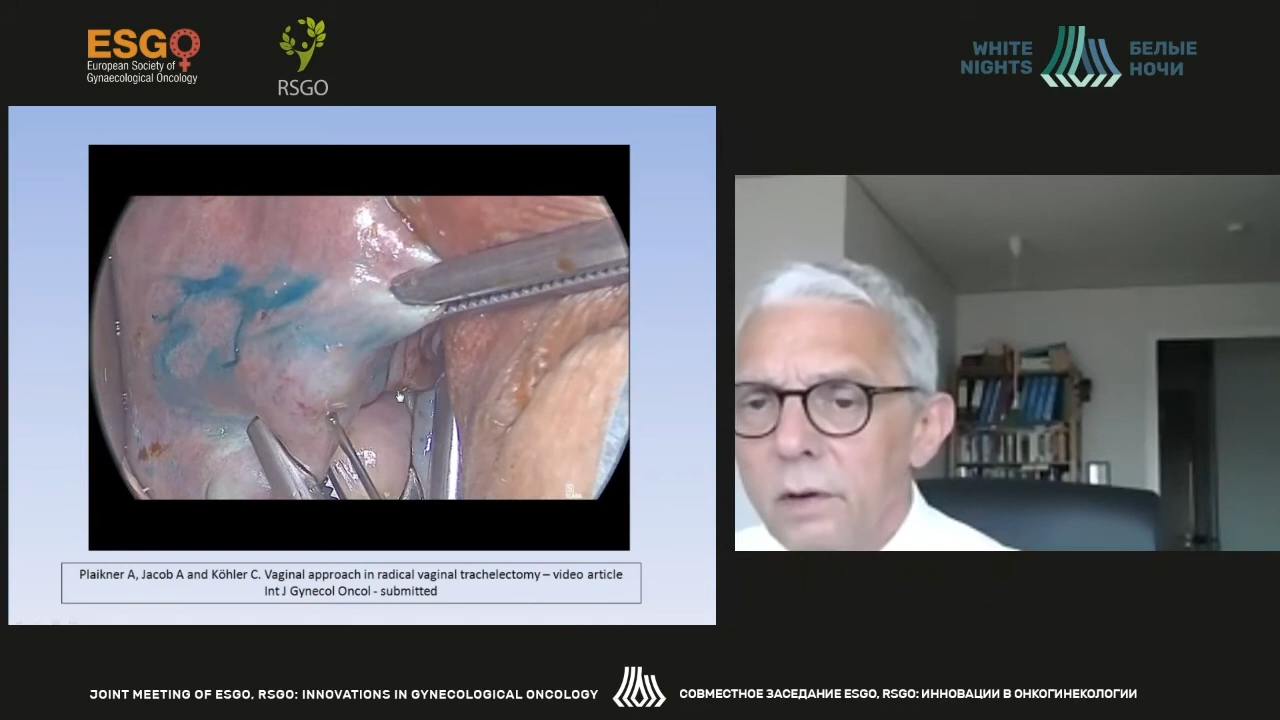 ESGO
European Society of
Gynaecological Oncology
RSGO
WHITE
NIGHTS
БЕЛЫЕ
НОЧИ
Plaikner A, Jacob A and Köhler C. Vaginal approach in radical vaginal trachelectomy – video article
Int J Gynecol Oncol - submitted
JOINT MEETING OF ESGO, RSGO: INNOVATIONS IN GYNECOLOGICAL ONCOLOGY
СОВМЕСТНОЕ ЗАСЕДАНИЕ ESGO, RSGO: ИННОВАЦИИ В ОНКОГИНЕКОЛОГИИ